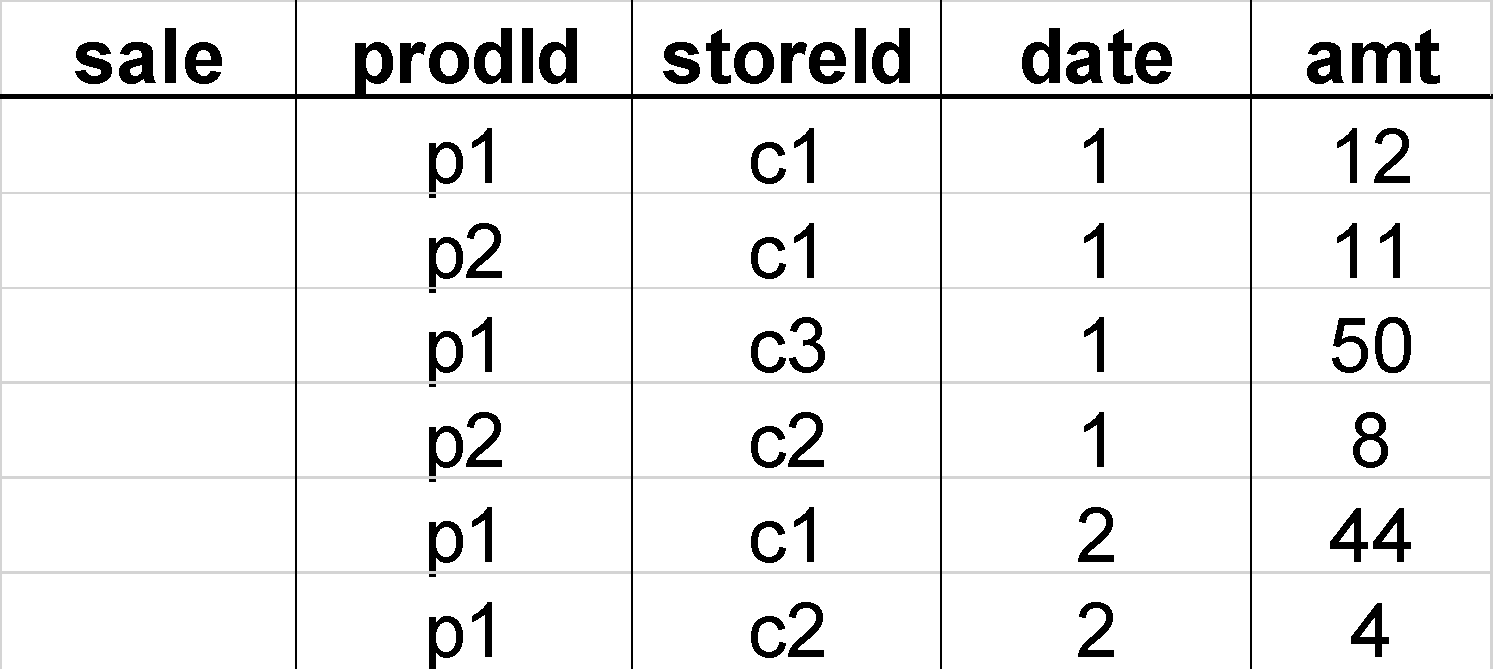 sale prodId storeId date amt
p1 c1 1 12
p2 c1 1 11
p1 c3 1 50
p2 c2 1 8
p1 c1 2 44
p1 c2 2 4